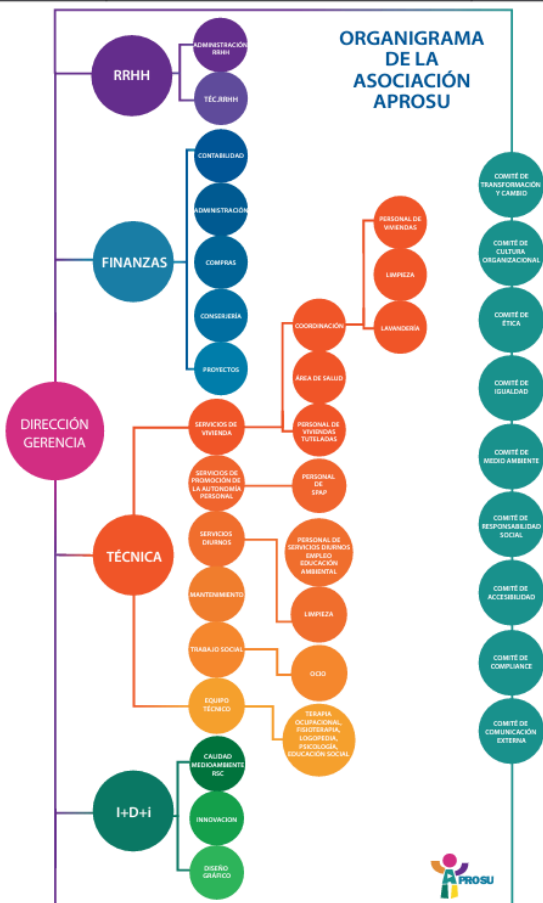 ORGANIGRAMA
DE LA
ASOCIACIÓN
APROSU
DIRECCIÓN
GERENCIA
RRHH
ADMINISTRACIÓN
RRHH
TÉC.RRHH
FINANZAS
CONTABILIDAD
ADMINISTRACIÓN
COMPRAS
CONSERJERÍA
PROYECTOS
TÉCNICA
SERVICIOS DE
VIVIENDA
COORDINACIÓN
PERSONAL DE
VIVIENDAS
LIMPIEZA
LAVANDERÍA
ÁREA DE SALUD
PERSONAL DE
VIVIENDAS
TUTELADAS
SERVICIOS DE
PROMOCIÓN DE
LA AUTONOMÍA
PERSONAL
PERSONAL
DE
SPAP
SERVICIOS
DIURNOS
PERSONAL DE
SERVICIOS DIURNOS
EMPLEO
EDUCACIÓN
AMBIENTAL
LIMPIEZA
MANTENIMIENTO
TRABAJO SOCIAL
OCIO
EQUIPO
TÉCNICO
TERAPIA
OCUPACIONAL,
FISIOTERAPIA,
LOGOPEDIA,
PSICOLOGÍA,
EDUCACIÓN SOCIAL
I+D+i
CALIDAD
MEDIOAMBIENTE
RSC
INNOVACION
DISEÑO
GRÁFICO
COMITÉ DE
TRANSFORMACIÓN
Y CAMBIO
COMITÉ DE
CULTURA
ORGANIZACIONAL
COMITÉ DE
ÉTICA
COMITÉ DE
IGUALDAD
COMITÉ DE
MEDIO AMBIENTE
COMITÉ DE
RESPONSABILIDAD
SOCIAL
COMITÉ DE
ACCESIBILIDAD
COMITÉ DE
COMPLIANCE
COMITÉ DE
COMUNICACIÓN
EXTERNA
APROSU